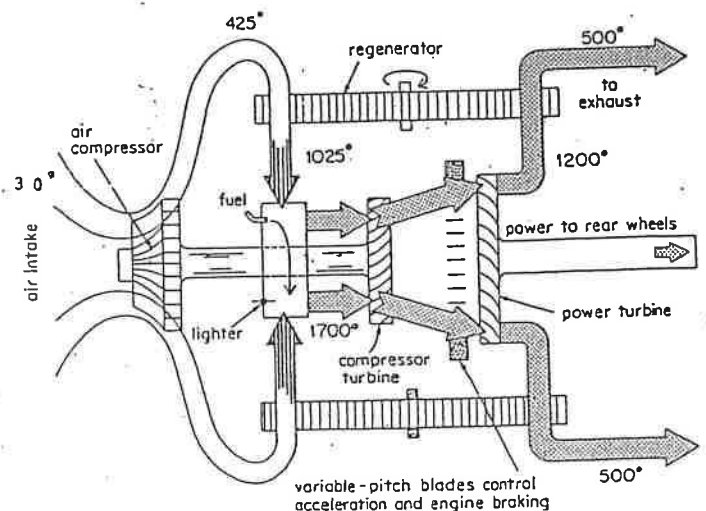 425°
regenerator
500°
to
exhaust
air
compressor
1025°
1200°
3 0°
fuel
air intake
power to rear wheels
lighter
1700°
compressor
turbine
power turbine
500°
variable-pitch blades control
acceleration and engine braking